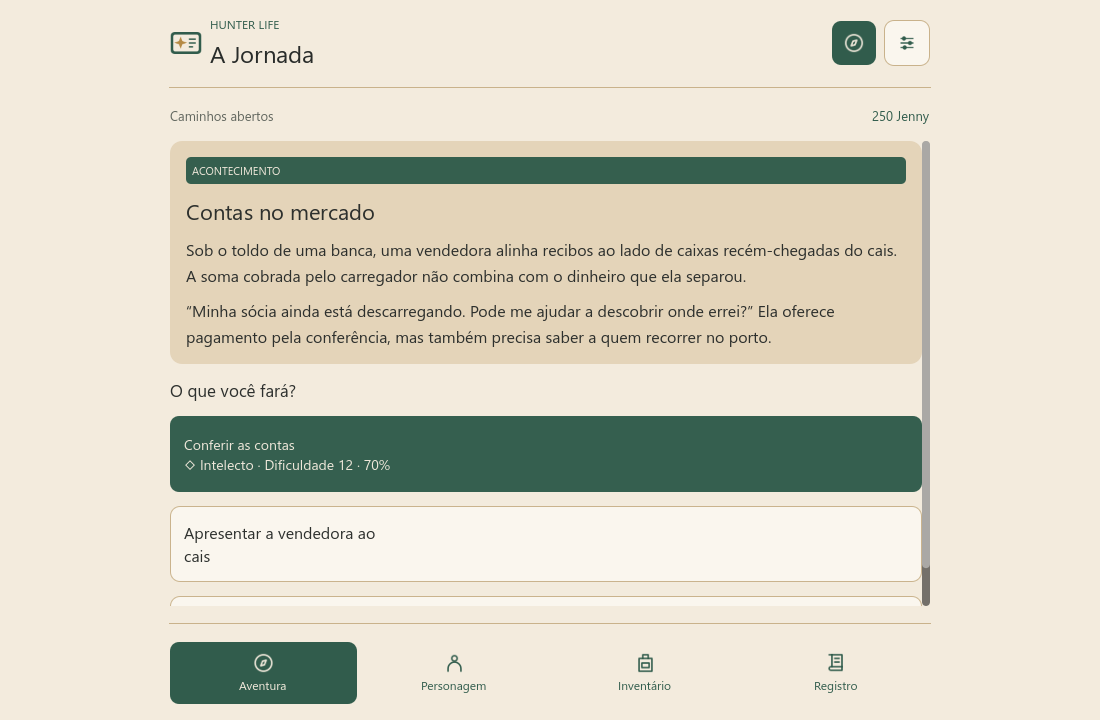 HUNTER LIFE
A Jornada
Caminhos abertos
250 Jenny
ACONTECIMENTO
Contas no mercado
Sob o toldo de uma banca, uma vendedora alinha recibos ao lado de caixas recém-chegadas do cais.
A soma cobrada pelo carregador não combina com o dinheiro que ela separou.
“Minha sócia ainda está descarregando. Pode me ajudar a descobrir onde errei?” Ela oferece
pagamento pela conferência, mas também precisa saber a quem recorrer no porto.
O que você fará?
Conferir as contas
◇ Intelecto · Dificuldade 12 · 70%
Apresentar a vendedora ao
cais
Aventura
Personagem
Inventário
Registro